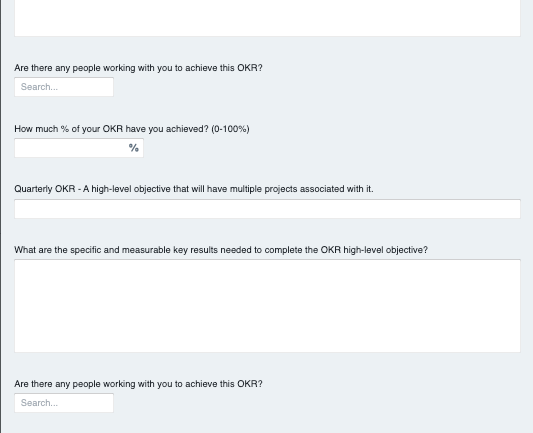 Are there any people working with you to achieve this OKR?
Search...
How much % of your OKR have you achieved? (0-100%)
%
Quarterly OKR - A high-level objective that will have multiple projects associated with it.
What are the specific and measurable key results needed to complete the OKR high-level objective?
Are there any people working with you to achieve this OKR?
Search...